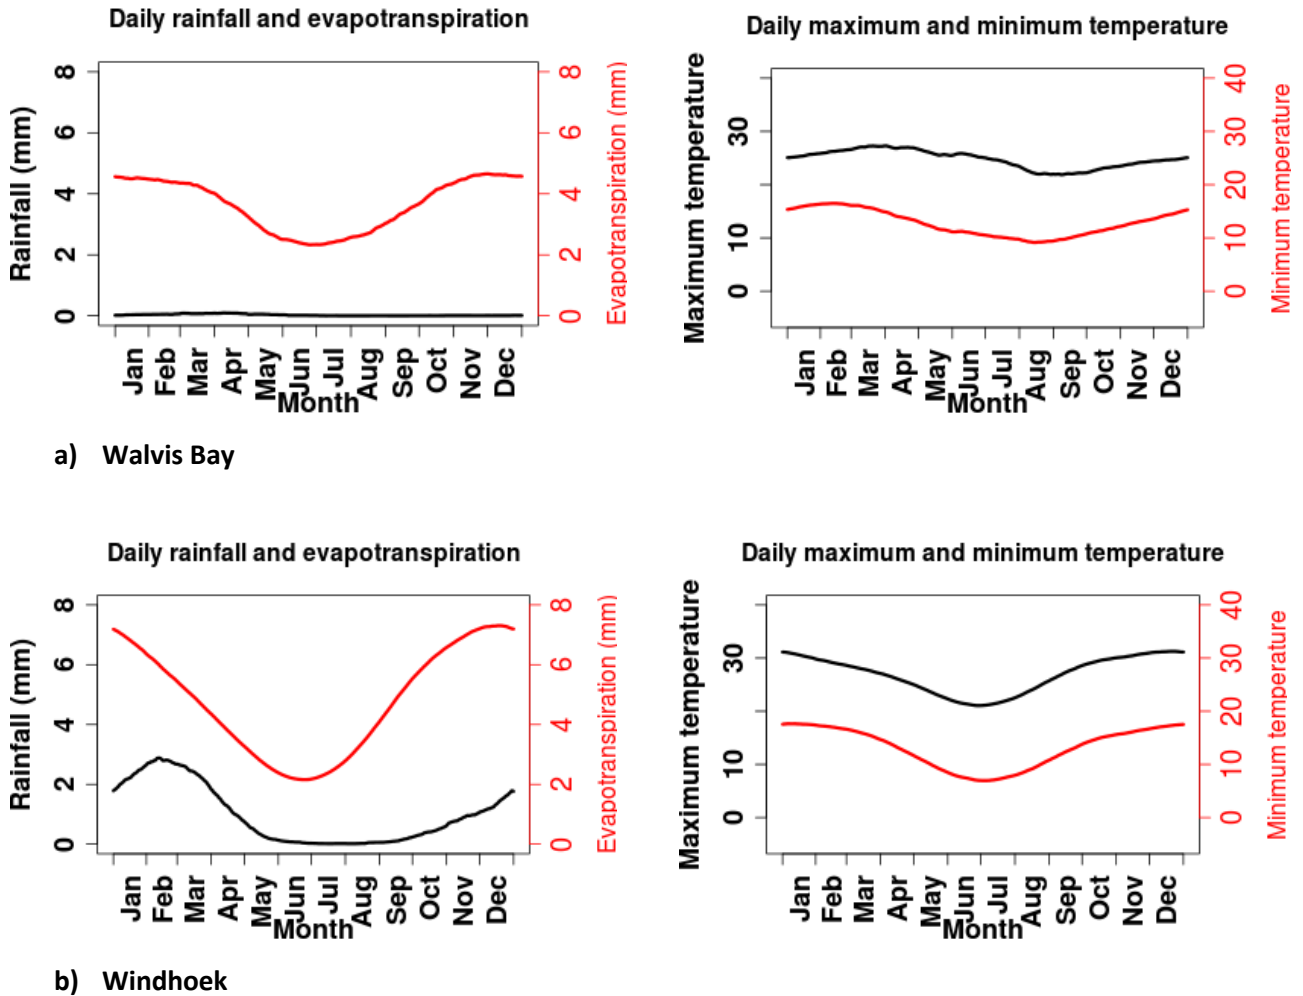 Daily rainfall and evapotranspiration
Rainfall (mm)
0 2 4 6 8
Evapotranspiration (mm)
0 2 4 6 8
Jan Feb Mar Apr May Jun Jul Aug Sep Oct Nov Dec
Month
Daily maximum and minimum temperature
Maximum temperature
0 10 30
Minimum temperature
0 10 20 30 40
Jan Feb Mar Apr May Jun Jul Aug Sep Oct Nov Dec
Month
a) Walvis Bay
Daily rainfall and evapotranspiration
Rainfall (mm)
0 2 4 6 8
Evapotranspiration (mm)
0 2 4 6 8
Jan Feb Mar Apr May Jun Jul Aug Sep Oct Nov Dec
Month
Daily maximum and minimum temperature
Maximum temperature
0 10 30
Minimum temperature
0 10 20 30 40
Jan Feb Mar Apr May Jun Jul Aug Sep Oct Nov Dec
Month
b) Windhoek